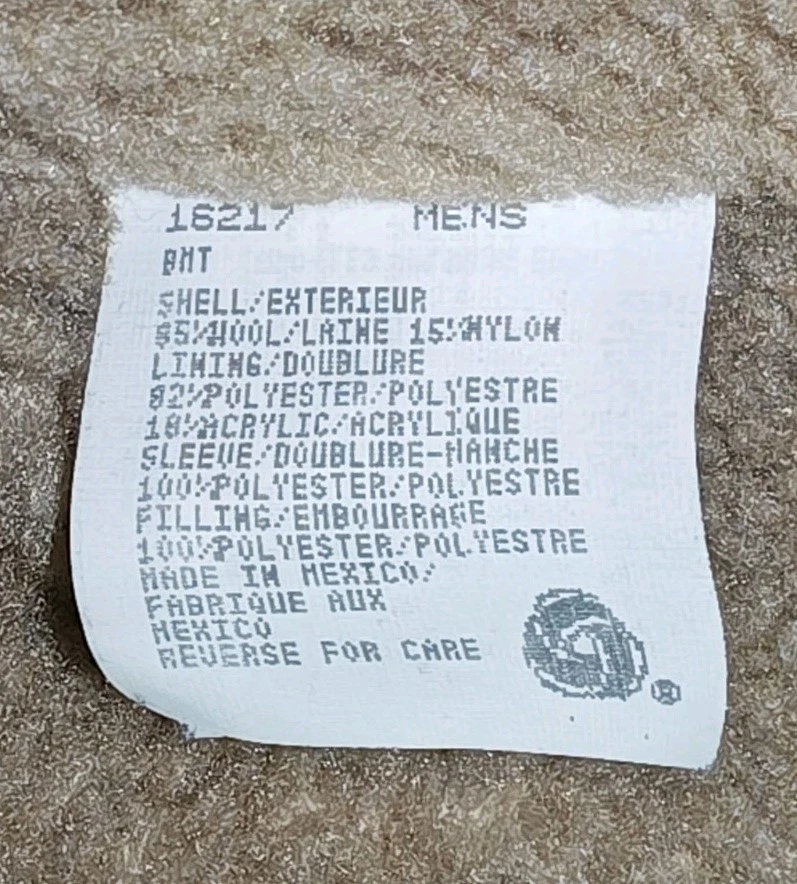 16217 MENS
BMT
SHELL/EXTERIEUR
85%WOOL/LAINE 15%NYLON
LINING/DOUBLURE
82%POLYESTER/POLYESTRE
18%ACRYLIC/ACRYLIQUE
SLEEVE/DOUBLURE-MANCHE
100%POLYESTER/POLYESTRE
FILLING/EMBOURRAGE
100%POLYESTER/POLYESTRE
MADE IN MEXICO/
FABRIQUE AUX
MEXICO
REVERSE FOR CARE
®